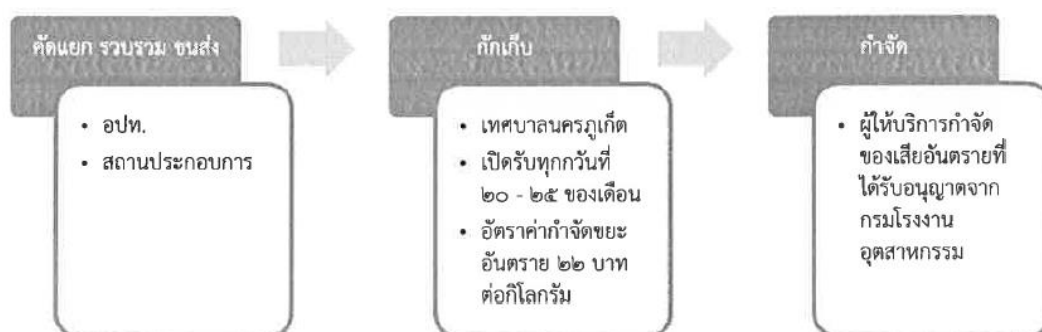 คัดแยก รวบรวม ขนส่ง
• อปท.
• สถานประกอบการ
กักเก็บ
• เทศบาลนครภูเก็ต
• เปิดรับทุกกวันที่
๒๐ - ๒๕ ของเดือน
• อัตราค่ากำจัดขยะ
อันตราย ๒๒ บาท
ต่อกิโลกรัม
กำจัด
• ผู้ให้บริการกำจัด
ของเสียอันตรายที่
ได้รับอนุญาตจาก
กรมโรงงาน
อุตสาหกรรม